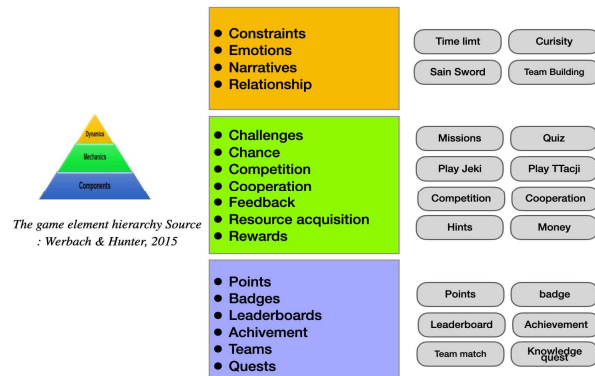 Constraints
Emotions
Narratives
Relationship
Time limt
Curisity
Sain Sword
Team Building
Dynamics
Mechanics
Components
The game element hierarchy Source
: Werbach & Hunter, 2015
Challenges
Chance
Competition
Cooperation
Feedback
Resource acquisition
Rewards
Missions
Quiz
Play Jeki
Play TTacji
Competition
Cooperation
Hints
Money
Points
Badges
Leaderboards
Achivement
Teams
Quests
Points
badge
Leaderboard
Achievement
Team match
Knowledge
quest